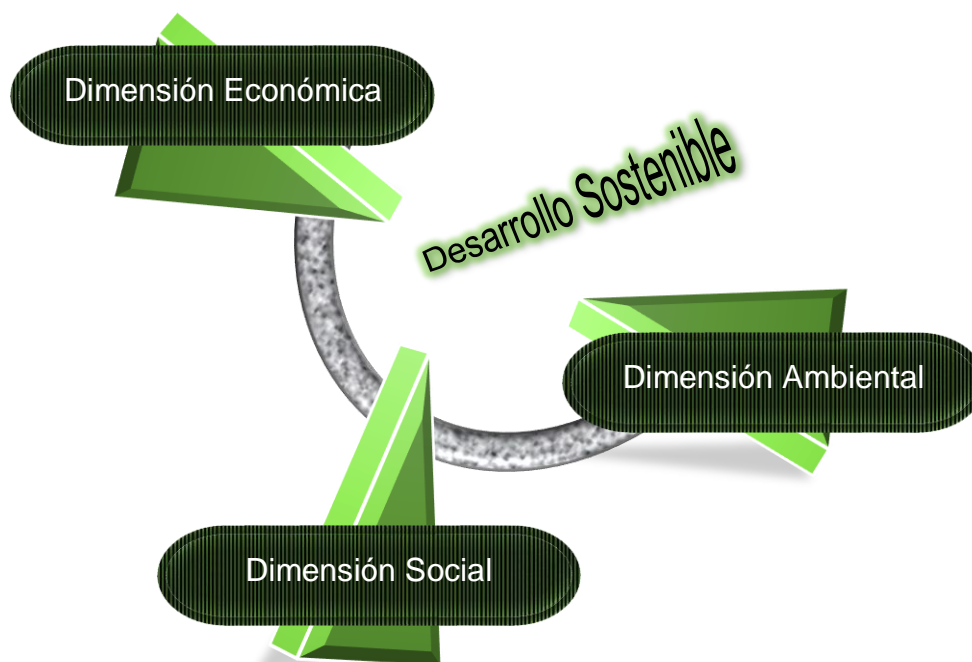 Dimensión Económica
Desarrollo Sostenible
Dimensión Ambiental
Dimensión Social